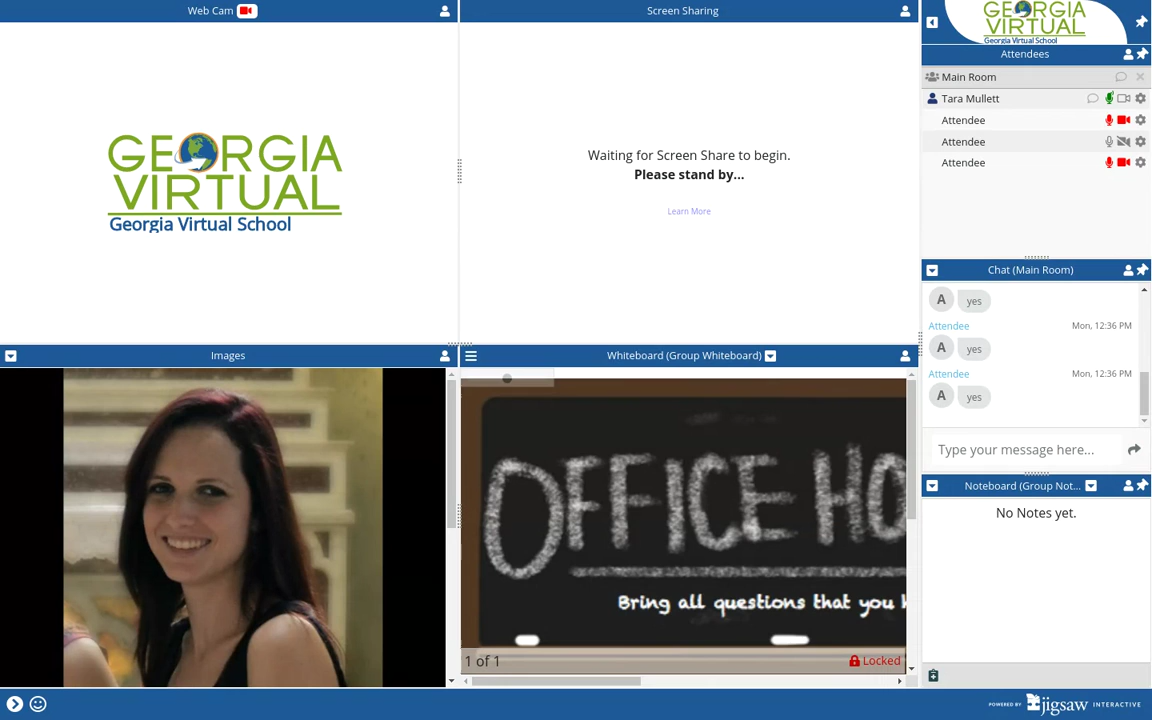 Web Cam
GEORGIA
VIRTUAL
Georgia Virtual School
Screen Sharing
Waiting for Screen Share to begin.
Please stand by...
Learn More
GEORGIA
VIRTUAL
Georgia Virtual School
Attendees
Main Room
Tara Mullett
Attendee
Attendee
Attendee
Chat (Main Room)
A yes
Attendee Mon, 12:36 PM
A yes
Attendee Mon, 12:36 PM
A yes
Type your message here...
Images
Whiteboard (Group Whiteboard)
OFFICE HO
Bring all questions that you h
1 of 1
Locked
Noteboard (Group Not...
No Notes yet.
POWERED BY jigsaw INTERACTIVE